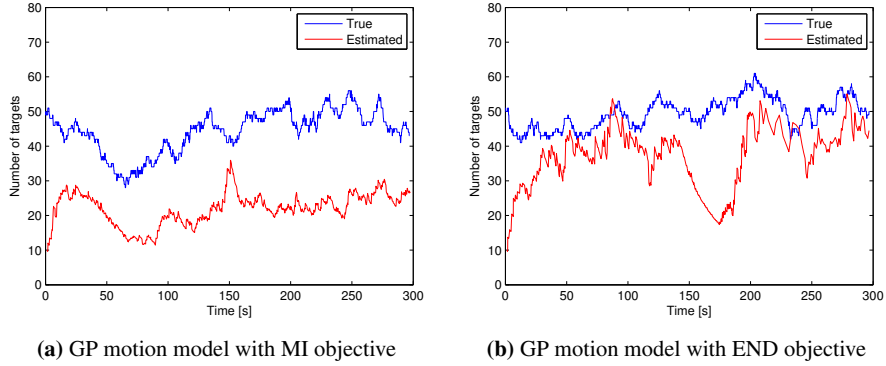 80
70
60
50
40
30
20
10
0
Number of targets
True
Estimated
0 50 100 150 200 250 300
Time [s]
(a) GP motion model with MI objective
80
70
60
50
40
30
20
10
0
Number of targets
True
Estimated
0 50 100 150 200 250 300
Time [s]
(b) GP motion model with END objective